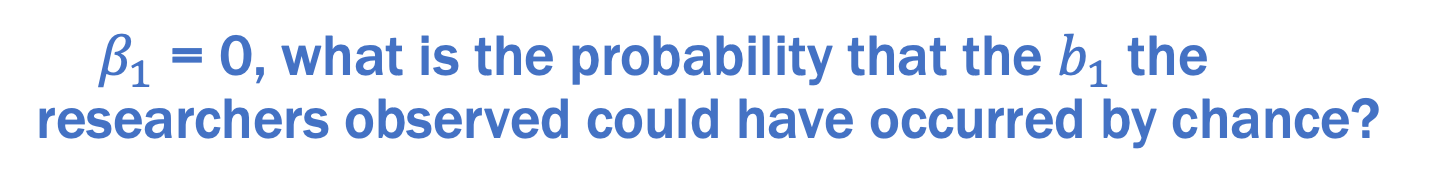 β₁ = 0, what is the probability that the b₁ the
researchers observed could have occurred by chance?